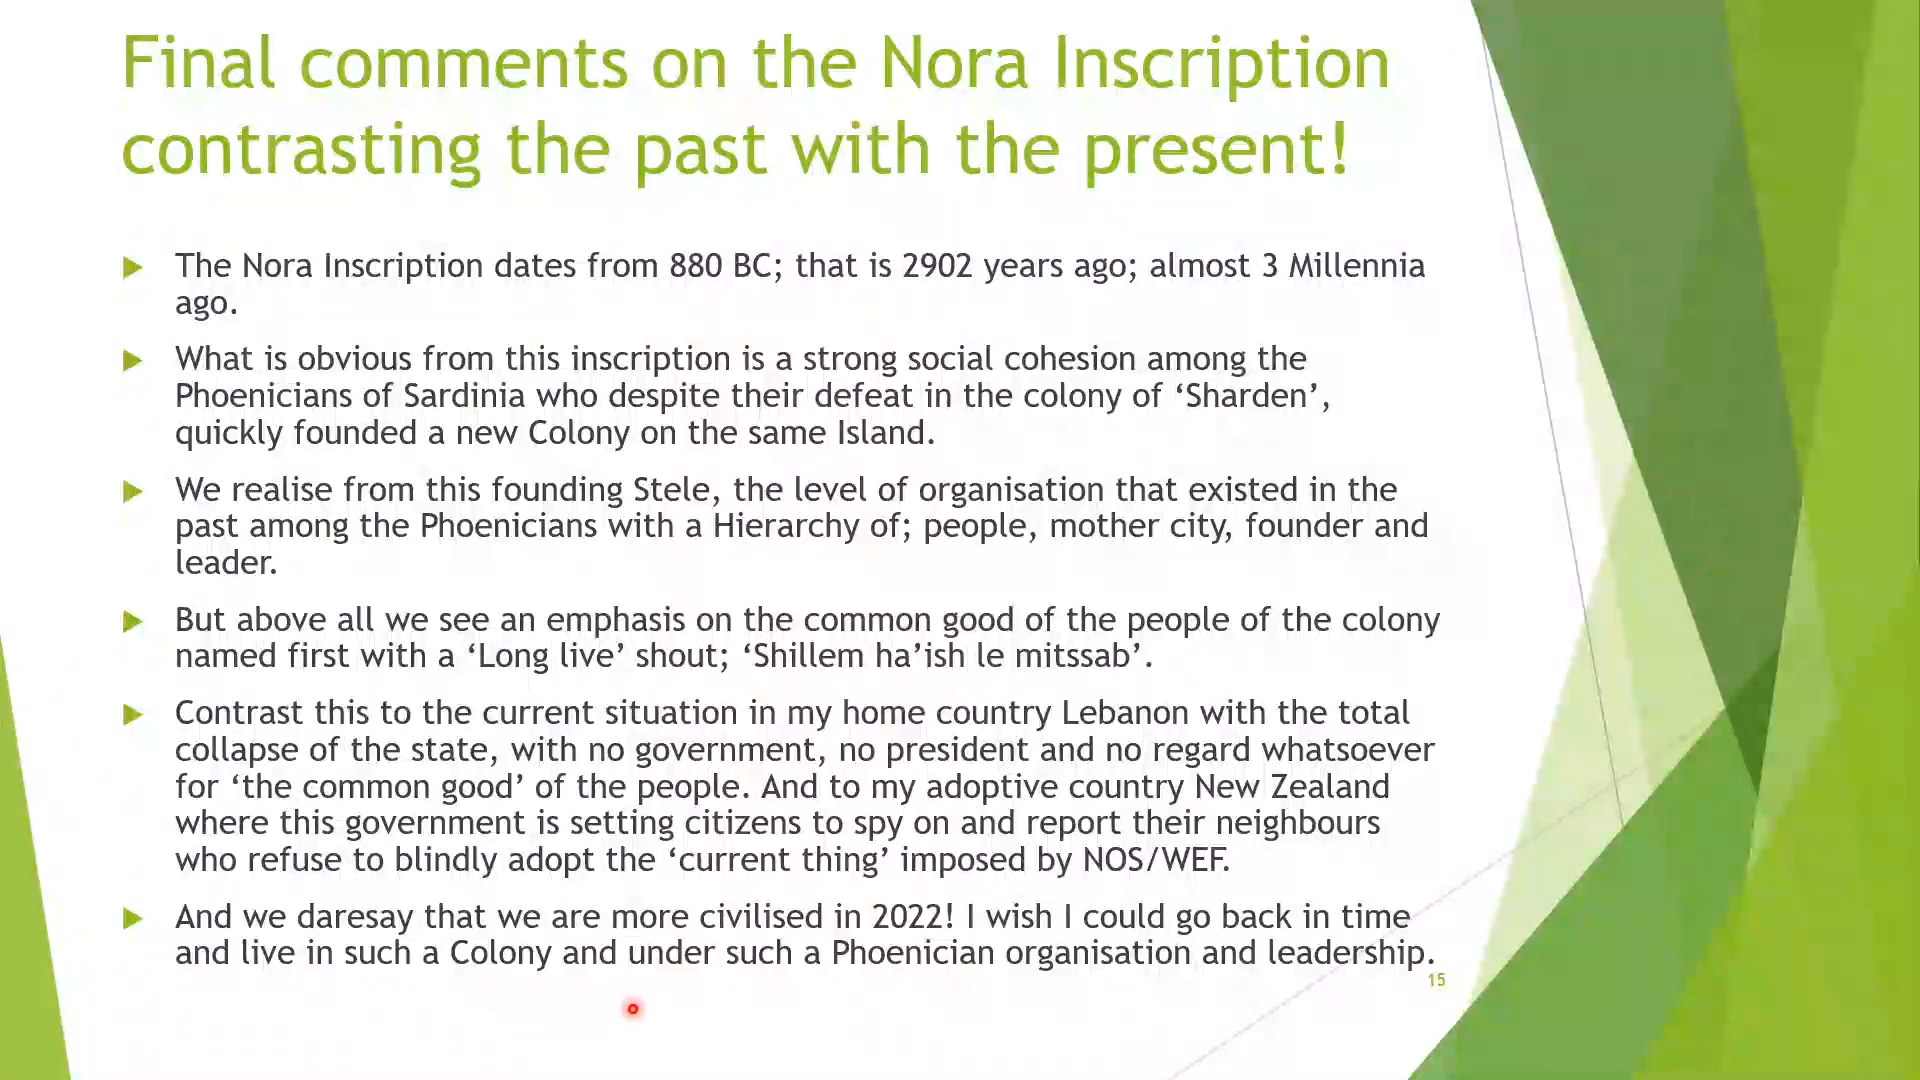 Final comments on the Nora Inscription
contrasting the past with the present!
The Nora Inscription dates from 880 BC; that is 2902 years ago; almost 3 Millennia
ago.
What is obvious from this inscription is a strong social cohesion among the
Phoenicians of Sardinia who despite their defeat in the colony of ‘Sharden’,
quickly founded a new Colony on the same Island.
We realise from this founding Stele, the level of organisation that existed in the
past among the Phoenicians with a Hierarchy of; people, mother city, founder and
leader.
But above all we see an emphasis on the common good of the people of the colony
named first with a ‘Long live’ shout; ‘Shillem ha’ish le mitssab’.
Contrast this to the current situation in my home country Lebanon with the total
collapse of the state, with no government, no president and no regard whatsoever
for ‘the common good’ of the people. And to my adoptive country New Zealand
where this government is setting citizens to spy on and report their neighbours
who refuse to blindly adopt the ‘current thing’ imposed by NOS/WEF.
And we daresay that we are more civilised in 2022! I wish I could go back in time
and live in such a Colony and under such a Phoenician organisation and leadership.
15